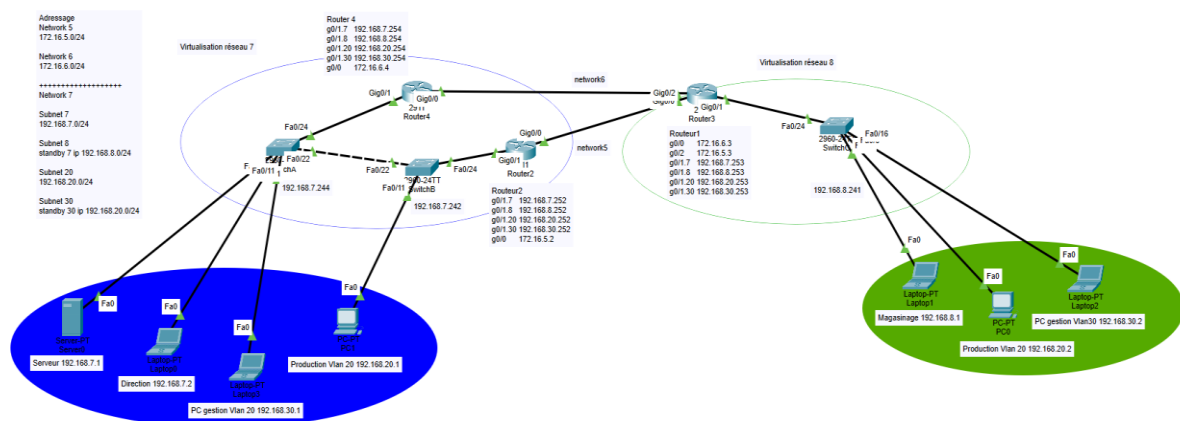 Adressage
Network 5
172.16.5.0/24
Network 6
172.16.6.0/24
+++++++++++++++++++
Network 7
Subnet 7
192.168.7.0/24
Subnet 8
standby 7 ip 192.168.8.0/24
Subnet 20
192.168.20.0/24
Subnet 30
standby 30 ip 192.168.20.0/24
Virtualisation réseau 7
Router 4
g0/1.7 192.168.7.254
g0/1.8 192.168.8.254
g0/1.20 192.168.20.254
g0/1.30 192.168.30.254
g0/0 172.16.6.4
Gig0/1
Gig0/0
Router4
Fa0/24
Fa0/22
Fa0/11
192.168.7.244
Fa0/22
Fa0/24
Fa0/11
SwitchB
192.168.7.242
Gig0/0
Gig0/1
Router2
Routeur2
g0/1.7 192.168.7.252
g0/1.8 192.168.8.252
g0/1.20 192.168.20.252
g0/1.30 192.168.30.252
g0/0 172.16.5.2
network6
network5
Virtualisation réseau 8
Gig0/2
Gig0/1
Router3
Routeur1
g0/0 172.16.6.3
g0/2 172.16.5.3
g0/1.7 192.168.7.253
g0/1.8 192.168.8.253
g0/1.20 192.168.20.253
g0/1.30 192.168.30.253
Fa0/24
Fa0/16
192.168.8.241
Fa0
Serveur 192.168.7.1
Fa0
Laptop-PT
Direction 192.168.7.2
Fa0
Laptop-PT
PC gestion Vlan 20 192.168.30.1
Fa0
PC-PT
Production Vlan 20 192.168.20.1
Fa0
Laptop-PT
Laptop1
Magasinage 192.168.8.1
Fa0
PC-PT
PC0
Production Vlan 20 192.168.20.2
Fa0
Laptop-PT
Laptop2
PC gestion Vlan30 192.168.30.2